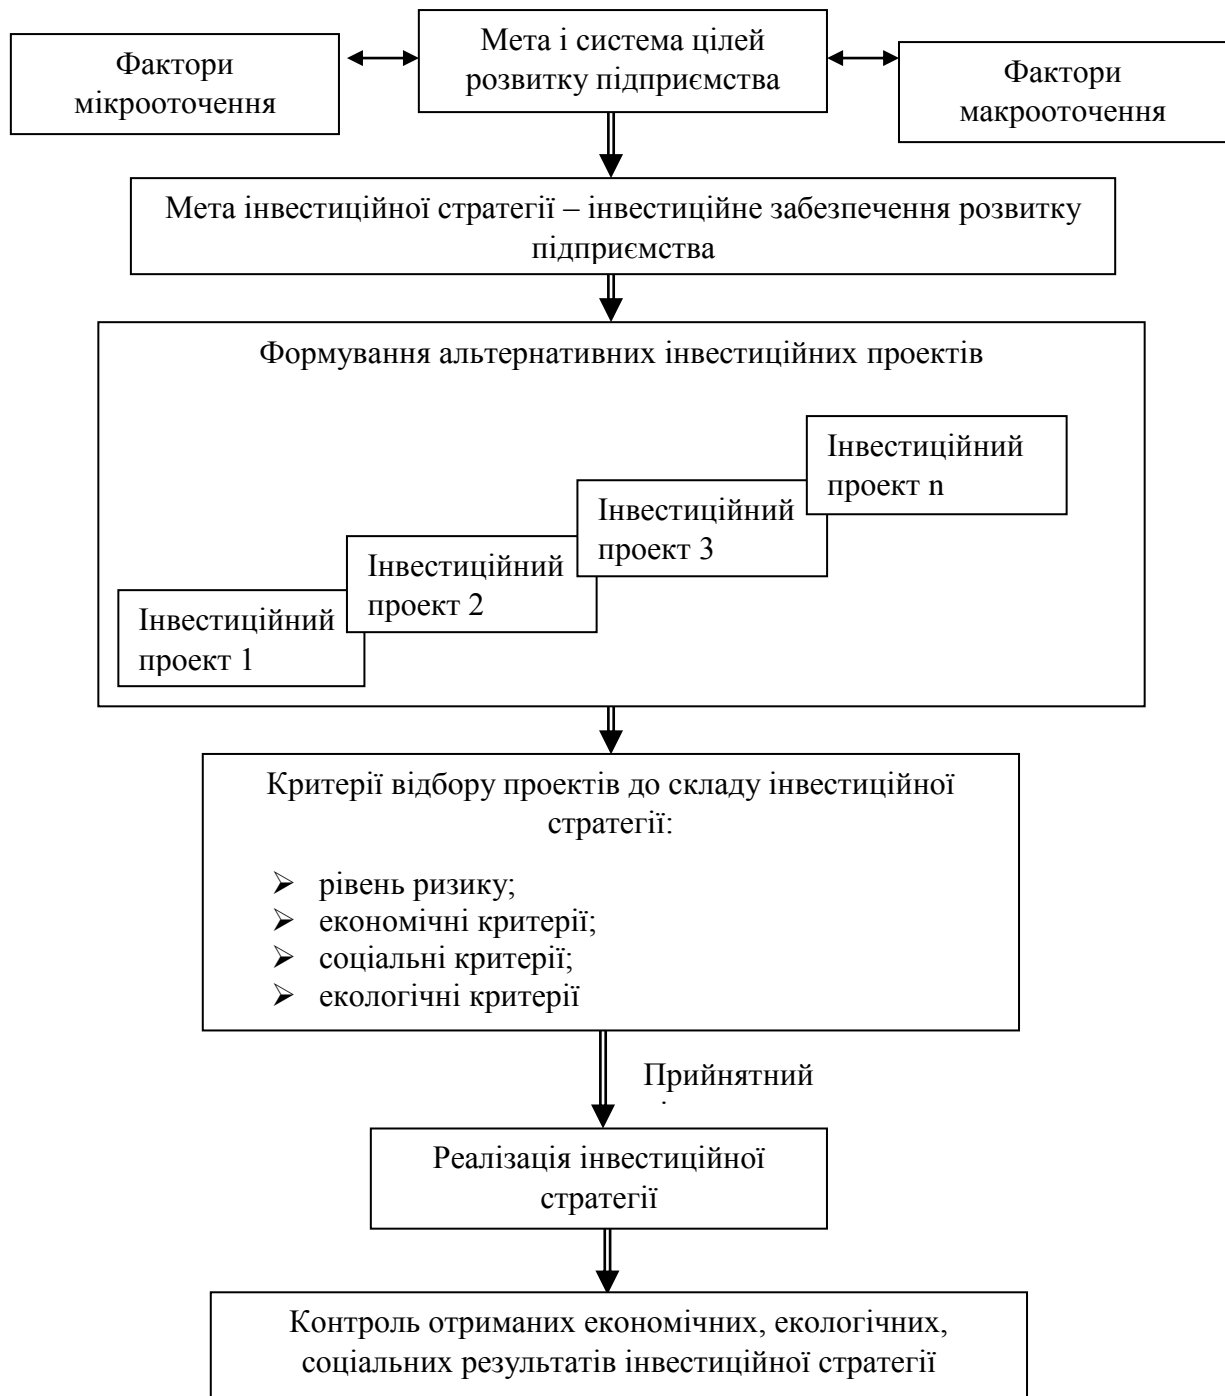 Фактори
мікрооточення
Мета і система цілей
розвитку підприємства
Фактори
макрооточення
Мета інвестиційної стратегії – інвестиційне забезпечення розвитку
підприємства
Формування альтернативних інвестиційних проектів
Інвестиційний
проект 1
Інвестиційний
проект 2
Інвестиційний
проект 3
Інвестиційний
проект n
Критерії відбору проектів до складу інвестиційної
стратегії:
рівень ризику;
економічні критерії;
соціальні критерії;
екологічні критерії
Прийнятний
Реалізація інвестиційної
стратегії
Контроль отриманих економічних, екологічних,
соціальних результатів інвестиційної стратегії